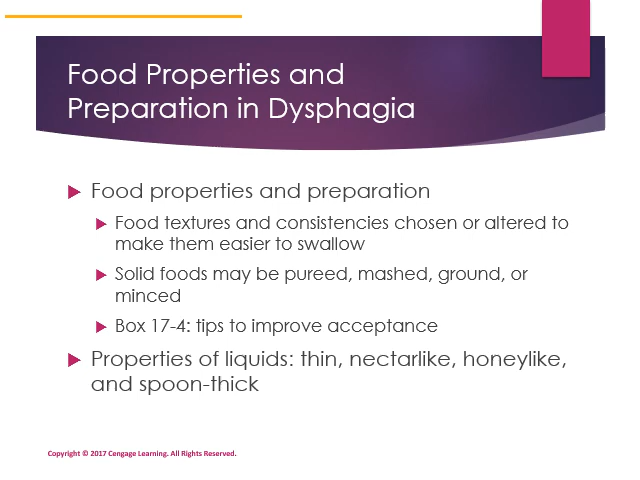 Food Properties and
Preparation in Dysphagia
Food properties and preparation
Food textures and consistencies chosen or altered to
make them easier to swallow
Solid foods may be pureed, mashed, ground, or
minced
Box 17-4: tips to improve acceptance
Properties of liquids: thin, nectarlike, honeylike,
and spoon-thick
Copyright © 2017 Cengage Learning. All Rights Reserved.